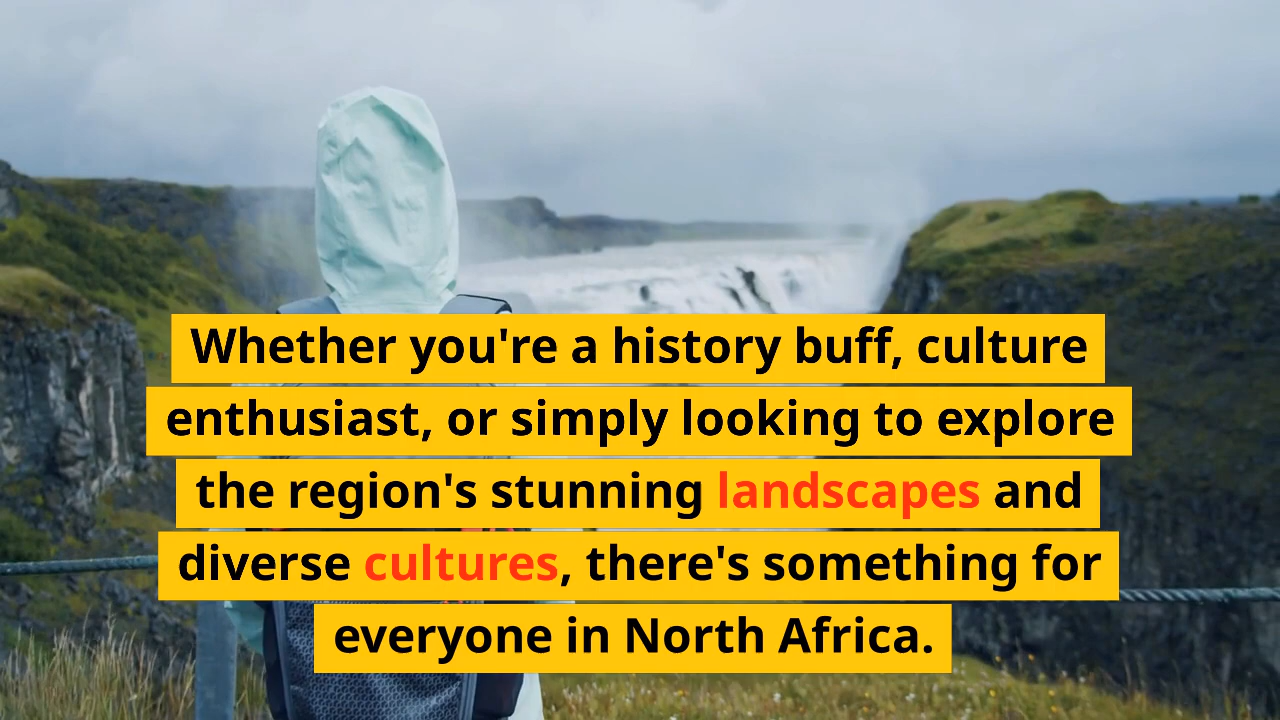 Whether you're a history buff, culture
enthusiast, or simply looking to explore
the region's stunning landscapes and
diverse cultures, there's something for
everyone in North Africa.